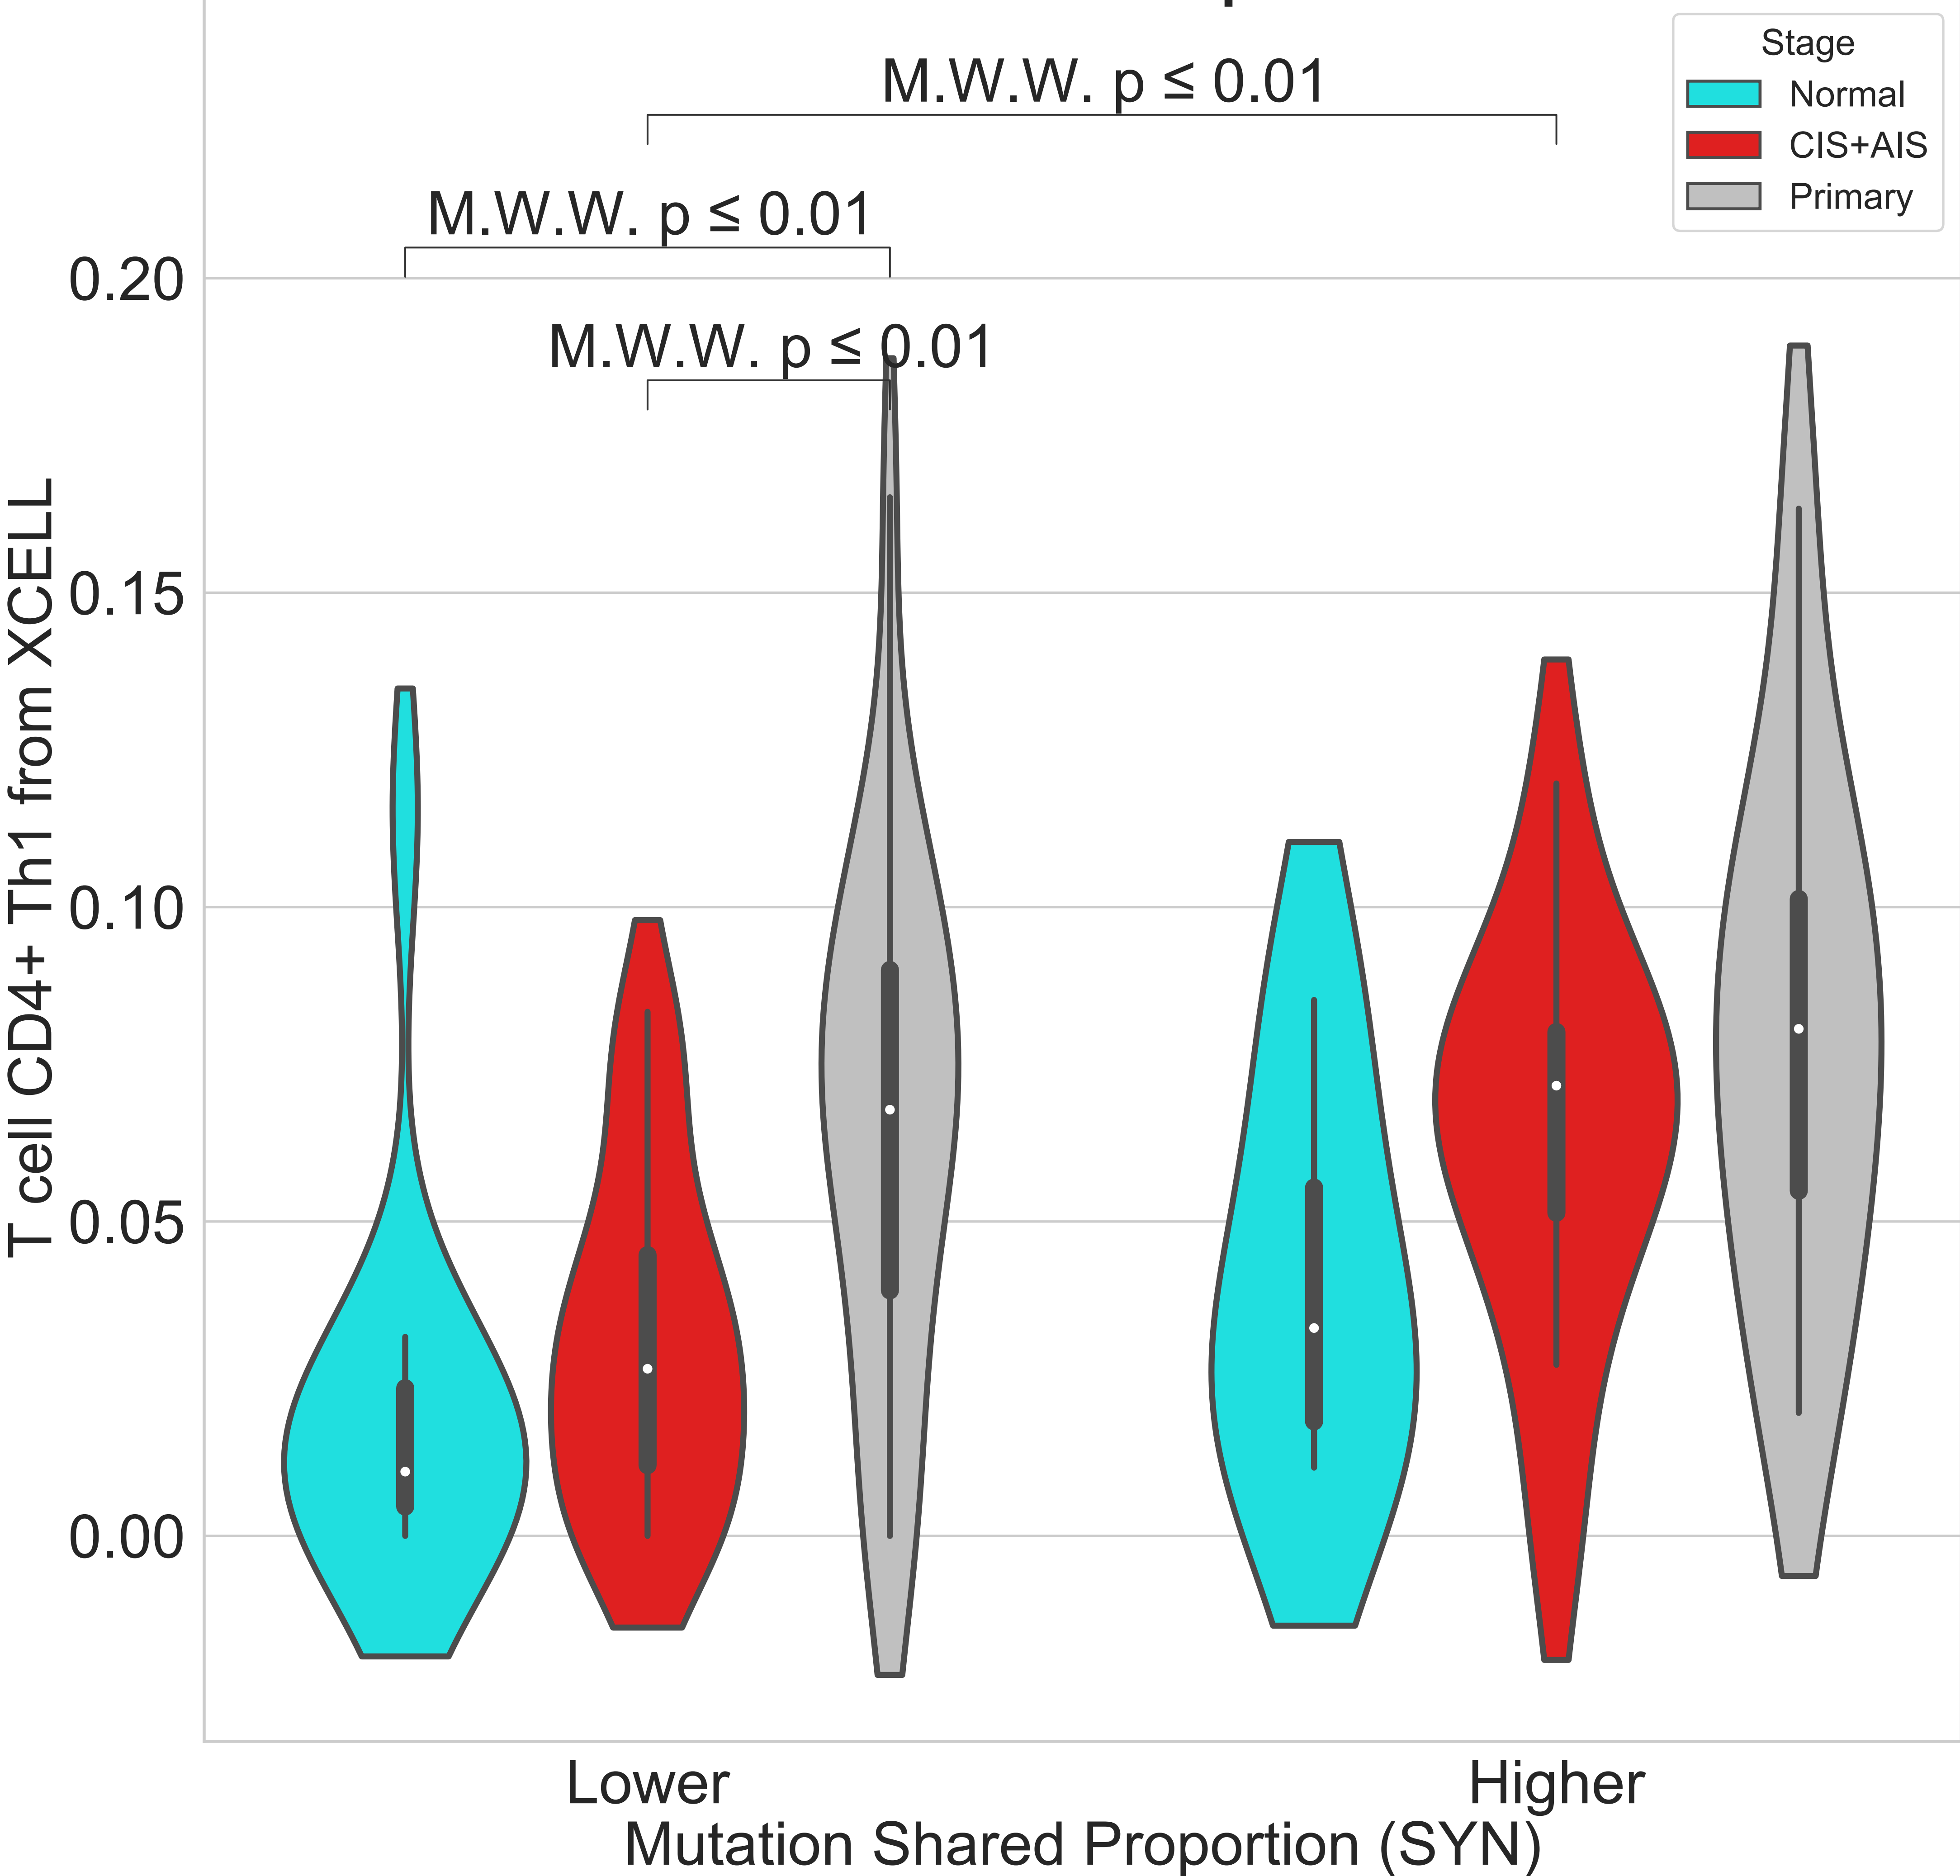 M.W.W. p ≤ 0.01
M.W.W. p ≤ 0.01
M.W.W. p ≤ 0.01
Stage
Normal
CIS+AIS
Primary
T cell CD4+ Th1 from XCELL
0.20
0.15
0.10
0.05
0.00
Lower
Higher
Mutation Shared Proportion (SYN)